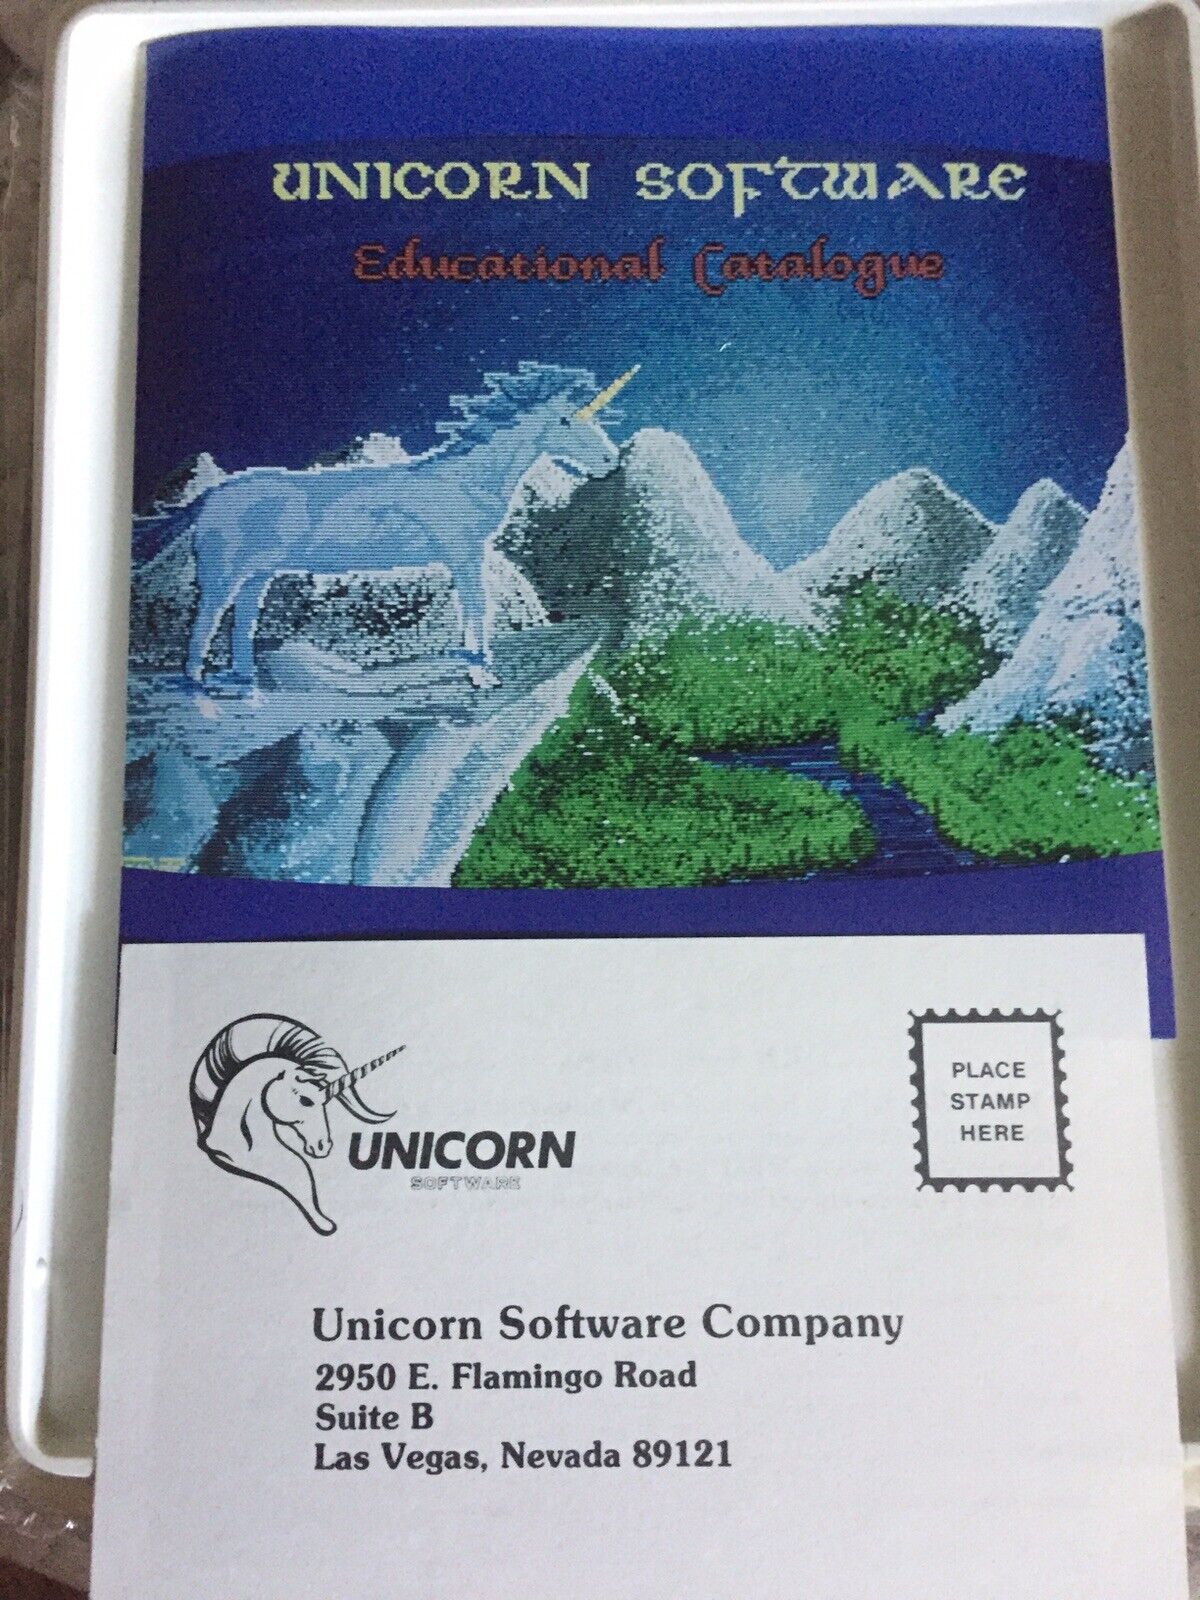 UNICORN SOFTWARE
Educational Catalogue
UNICORN
SOFTWARE
PLACE
STAMP
HERE
Unicorn Software Company
2950 E. Flamingo Road
Suite B
Las Vegas, Nevada 89121